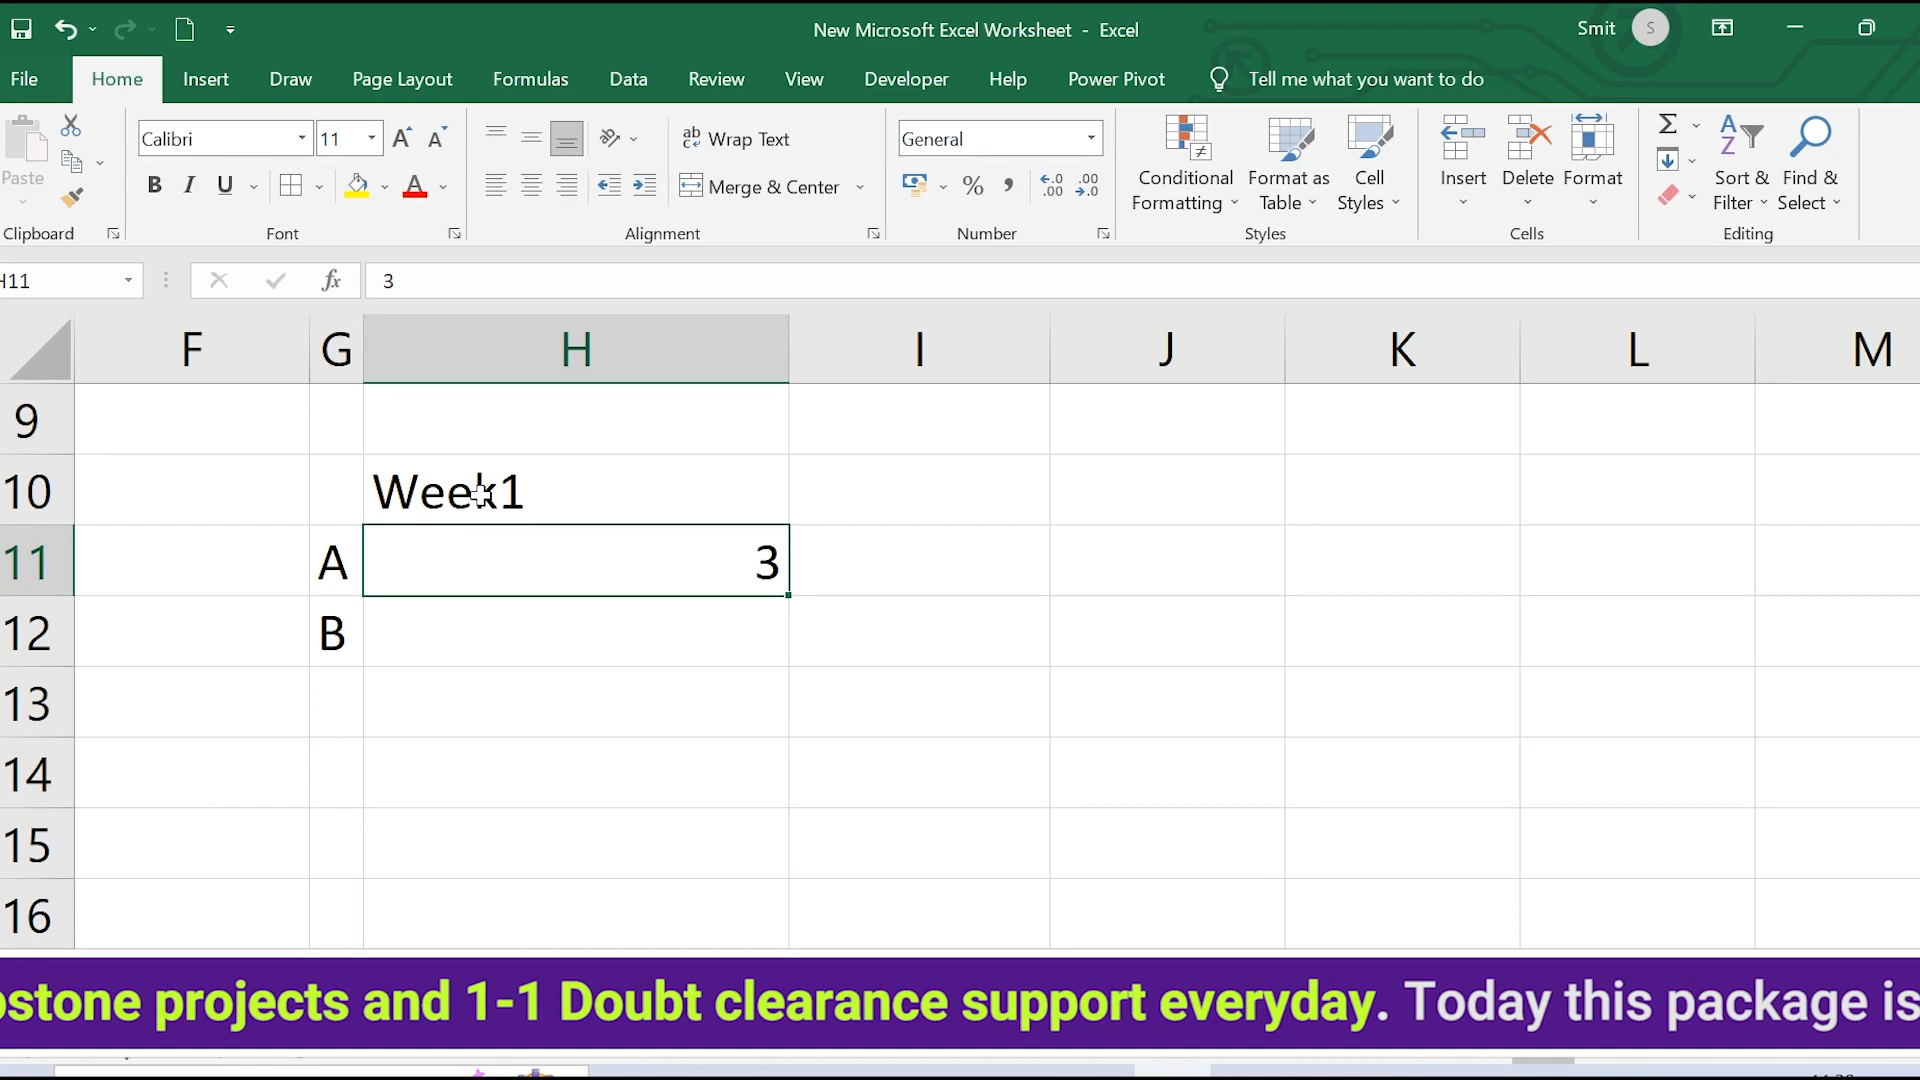 New Microsoft Excel Worksheet - Excel
Smit
S
File
Home
Insert
Draw
Page Layout
Formulas
Data
Review
View
Developer
Help
Power Pivot
Tell me what you want to do
Paste
Clipboard
Calibri
11
B I U
Font
Wrap Text
Merge & Center
Alignment
General
Number
Conditional Formatting
Format as Table
Cell Styles
Styles
Insert
Delete
Format
Cells
Sort & Filter
Find & Select
Editing
H11
fx
3
F G H I J K L M
9
10 Week1
11 A 3
12 B
13
14
15
16
projects and 1-1 Doubt clearance support everyday. Today this package is